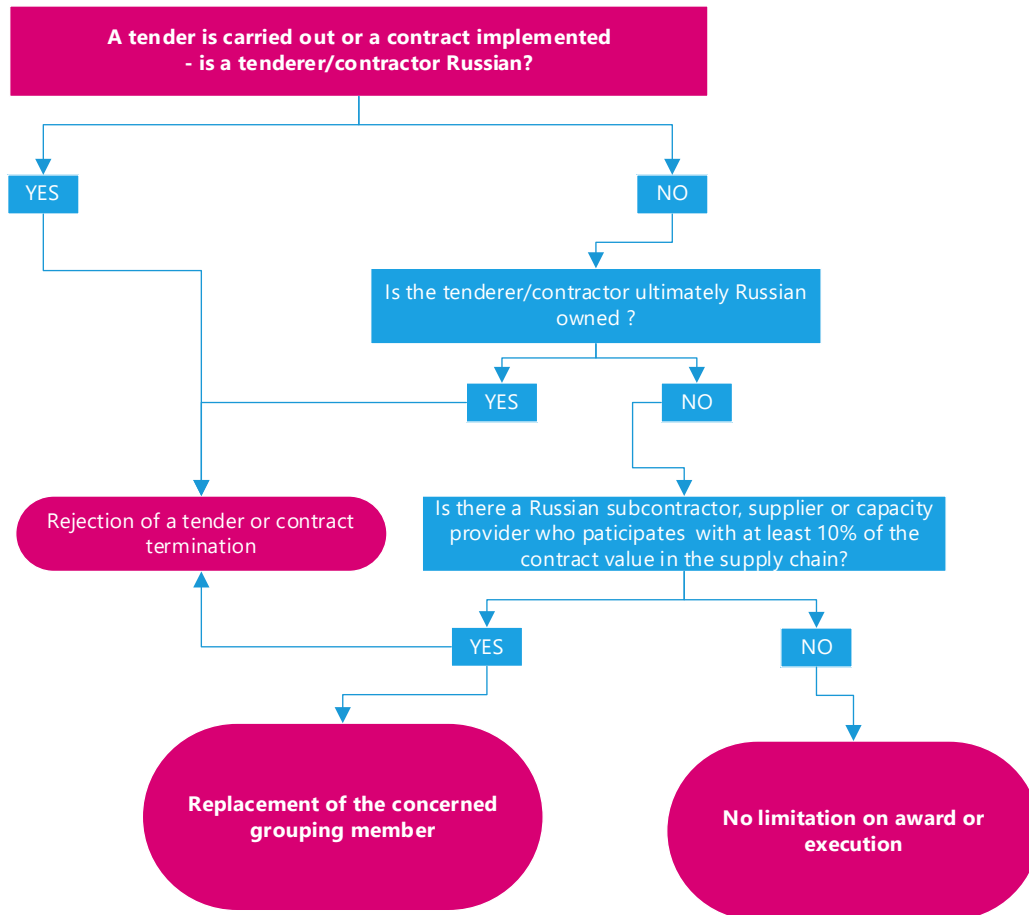 A tender is carried out or a contract implemented
- is a tenderer/contractor Russian?
YES
NO
Is the tenderer/contractor ultimately Russian
owned ?
YES
NO
Rejection of a tender or contract
termination
Is there a Russian subcontractor, supplier or capacity
provider who paticipates with at least 10% of the
contract value in the supply chain?
YES
NO
Replacement of the concerned
grouping member
No limitation on award or
execution